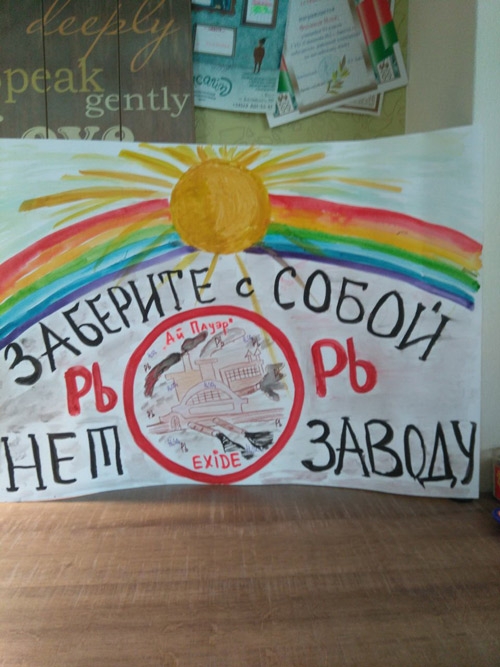 deeply
speak
gently
ЗАБЕРИТЕ с СОБОЙ
Pb
Pb
Ай Пауэр
EXiDE
НЕТ
ЗАВОДУ